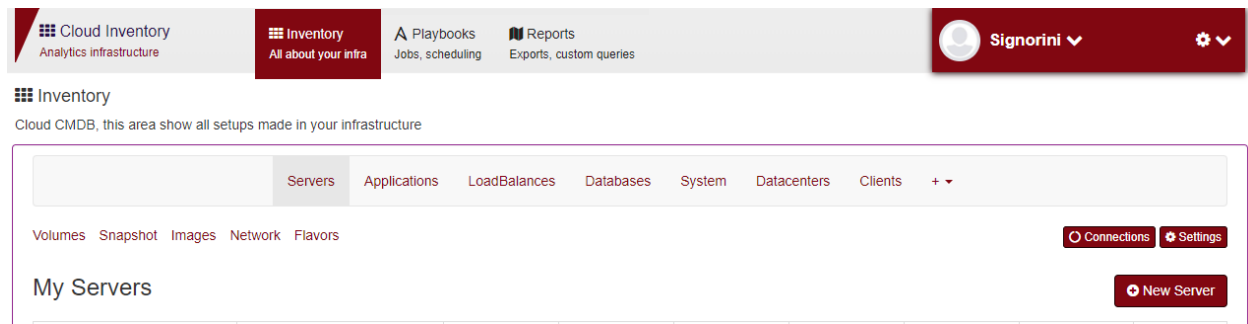 Cloud Inventory
Analytics infrastructure
Inventory
All about your infra
Playbooks
Jobs, scheduling
Reports
Exports, custom queries
Signorini
Inventory
Cloud CMDB, this area show all setups made in your infrastructure
Servers Applications LoadBalances Databases System Datacenters Clients +
Volumes Snapshot Images Network Flavors
Connections Settings
My Servers
New Server